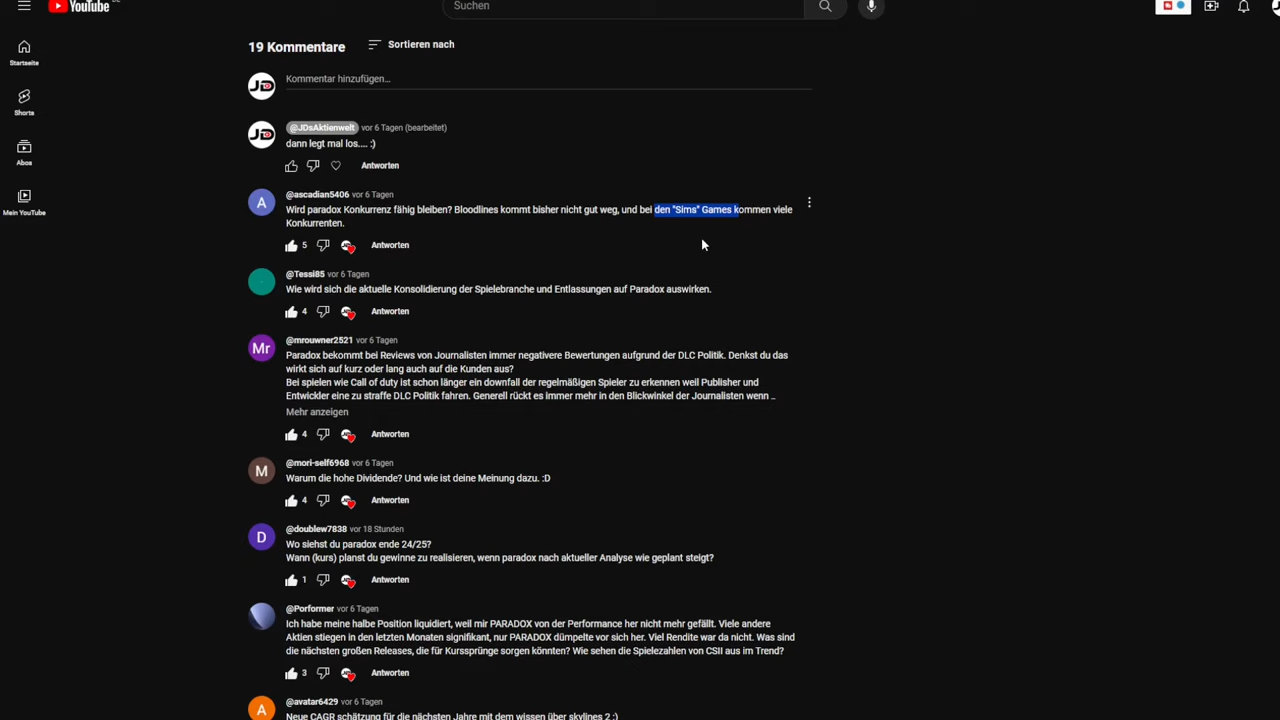 YouTube
Suchen
Startseite
Shorts
Abos
Mein YouTube
19 Kommentare
Sortieren nach
JD
Kommentar hinzufügen...
JD
@JDsAktienwelt vor 6 Tagen (bearbeitet)
dann legt mal los.... :)
Antworten
A
@ascadian5406 vor 6 Tagen
Wird paradox Konkurrenz fähig bleiben? Bloodlines kommt bisher nicht gut weg, und bei den "Sims" Games kommen viele
Konkurrenten.
5
Antworten
@Tessi85 vor 6 Tagen
Wie wird sich die aktuelle Konsolidierung der Spielebranche und Entlassungen auf Paradox auswirken.
4
Antworten
Mr
@mrouwner2521 vor 6 Tagen
Paradox bekommt bei Reviews von Journalisten immer negativere Bewertungen aufgrund der DLC Politik. Denkst du das
wirkt sich auf kurz oder lang auch auf die Kunden aus?
Bei spielen wie Call of duty ist schon länger ein downfall der regelmäßigen Spieler zu erkennen weil Publisher und
Entwickler eine zu straffe DLC Politik fahren. Generell rückt es immer mehr in den Blickwinkel der Journalisten wenn ...
Mehr anzeigen
4
Antworten
M
@mori-self6968 vor 6 Tagen
Warum die hohe Dividende? Und wie ist deine Meinung dazu. :D
4
Antworten
D
@doublew7838 vor 18 Stunden
Wo siehst du paradox ende 24/25?
Wann (kurs) planst du gewinne zu realisieren, wenn paradox nach aktueller Analyse wie geplant steigt?
1
Antworten
@Porformer vor 6 Tagen
Ich habe meine halbe Position liquidiert, weil mir PARADOX von der Performance her nicht mehr gefällt. Viele andere
Aktien stiegen in den letzten Monaten signifikant, nur PARADOX dümpelte vor sich her. Viel Rendite war da nicht. Was sind
die nächsten großen Releases, die für Kurssprünge sorgen könnten? Wie sehen die Spielezahlen von CSII aus im Trend?
3
Antworten
A
@avatar6429 vor 6 Tagen
Neue CAGR schätzung für die nächsten Jahre mit dem wissen über skylines 2 :)